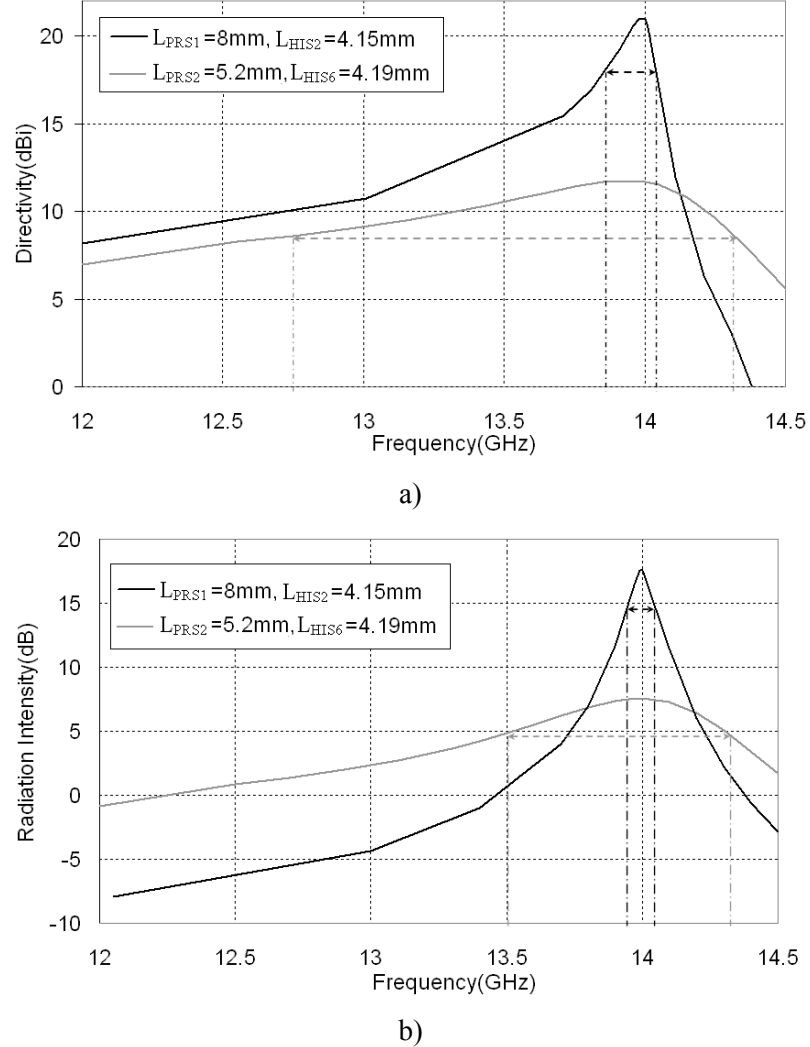 L_PRS1=8mm, L_HIS2=4.15mm
L_PRS2=5.2mm, L_HIS6=4.19mm
Directivity(dBi)
20
15
10
5
0
12 12.5 13 13.5 14 14.5
Frequency(GHz)
a)
L_PRS1=8mm, L_HIS2=4.15mm
L_PRS2=5.2mm, L_HIS6=4.19mm
Radiation Intensity(dB)
20
15
10
5
0
-5
-10
12 12.5 13 13.5 14 14.5
Frequency(GHz)
b)